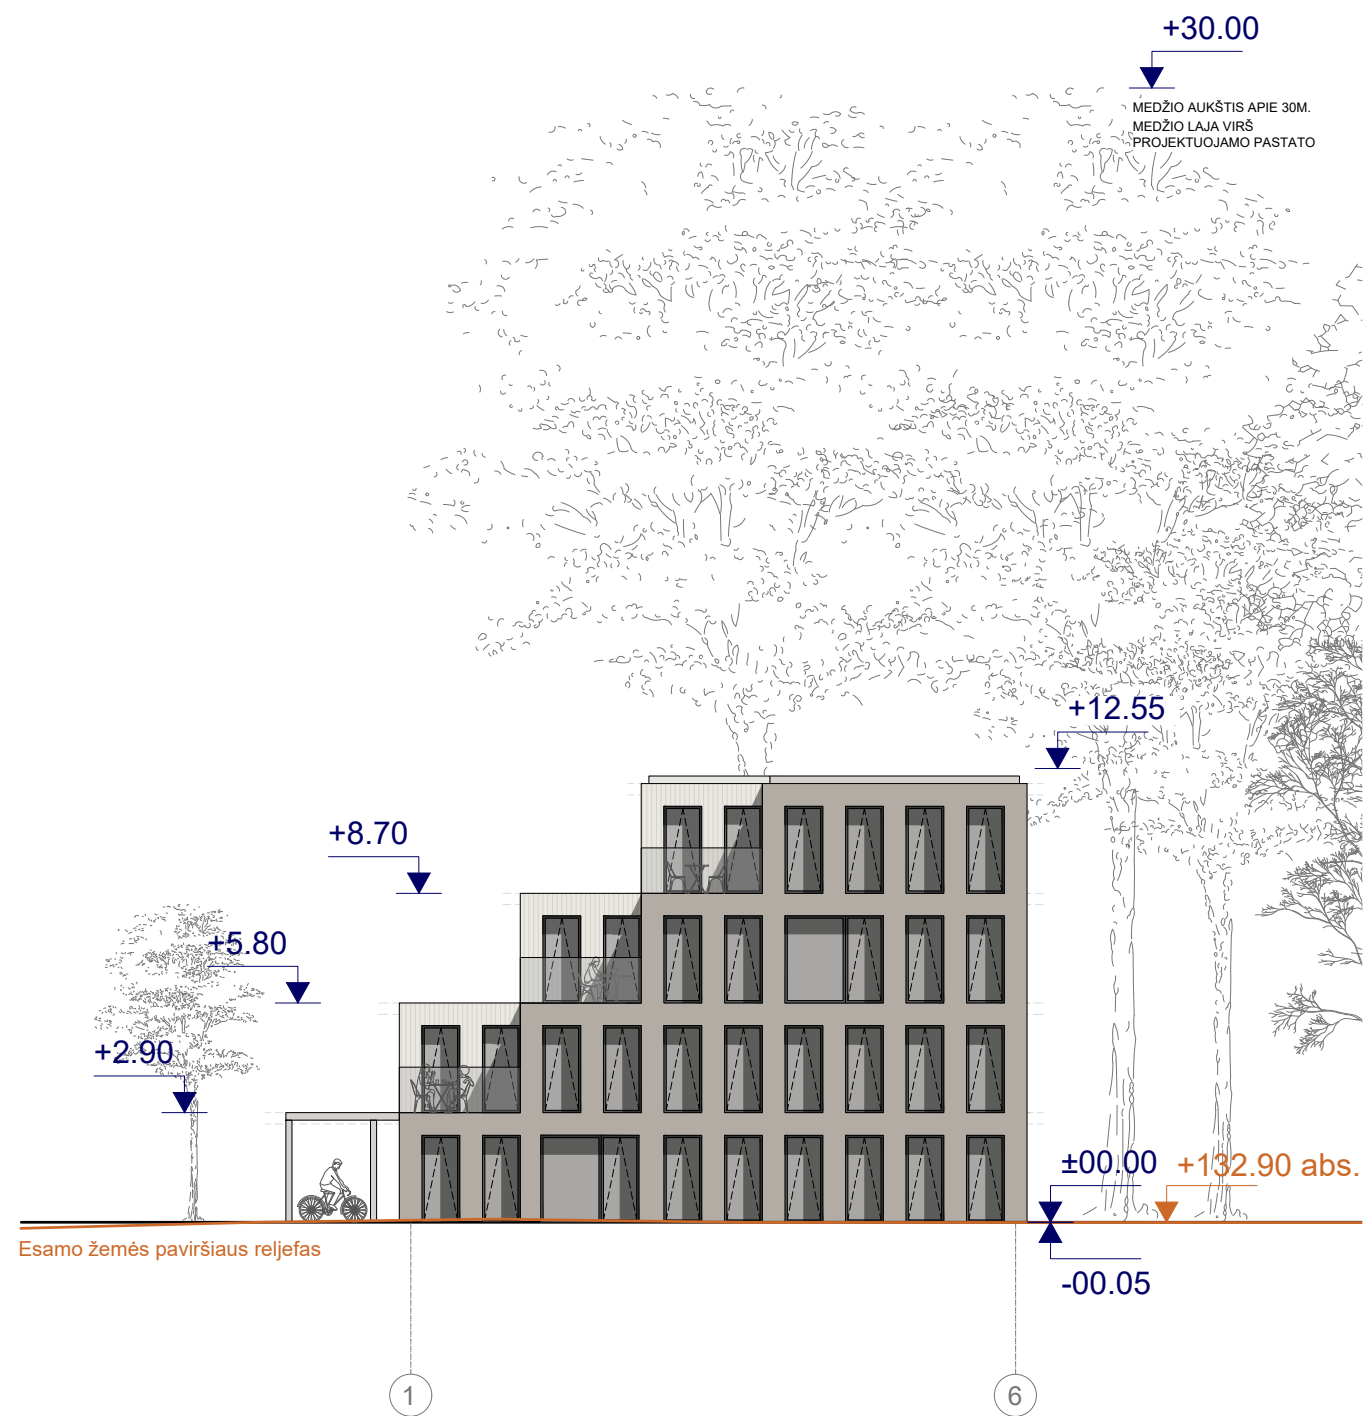 +30.00
MEDŽIO AUKŠTIS APIE 30M.
MEDŽIO LAJA VIRŠ
PROJEKTUOJAMO PASTATO
+12.55
+8.70
+5.80
+2.90
±00.00
+132.90 abs.
Esamo žemės paviršiaus reljefas
-00.05
1
6